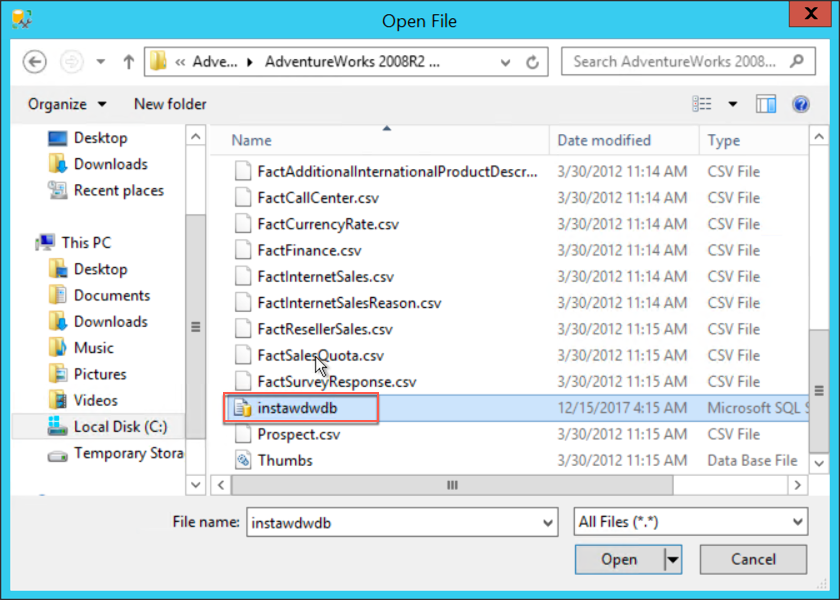 Open File
Adve... AdventureWorks 2008R2 ...
Search AdventureWorks 2008...
Organize New folder
Desktop
Downloads
Recent places
This PC
Desktop
Documents
Downloads
Music
Pictures
Videos
Local Disk (C:)
Temporary Stora
Name Date modified Type
FactAdditionalInternationalProductDescr... 3/30/2012 11:14 AM CSV File
FactCallCenter.csv 3/30/2012 11:14 AM CSV File
FactCurrencyRate.csv 3/30/2012 11:14 AM CSV File
FactFinance.csv 3/30/2012 11:14 AM CSV File
FactInternetSales.csv 3/30/2012 11:14 AM CSV File
FactInternetSalesReason.csv 3/30/2012 11:14 AM CSV File
FactResellerSales.csv 3/30/2012 11:15 AM CSV File
FactSalesQuota.csv 3/30/2012 11:15 AM CSV File
FactSurveyResponse.csv 3/30/2012 11:15 AM CSV File
instawdwdb 12/15/2017 4:15 AM Microsoft SQL S
Prospect.csv 3/30/2012 11:15 AM CSV File
Thumbs 3/30/2012 11:15 AM Data Base File
File name: instawdwdb All Files (*.*)
Open Cancel